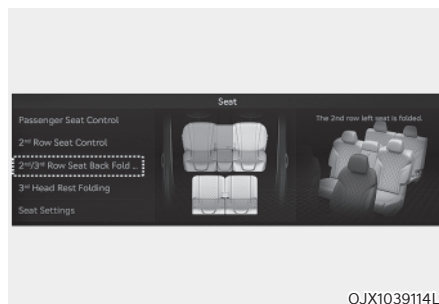 Seat
Passenger Seat Control
2nd Row Seat Control
2nd/3rd Row Seat Back Fold ...
3rd Head Rest Folding
Seat Settings
The 2nd row left seat is folded.
OJX1039114L